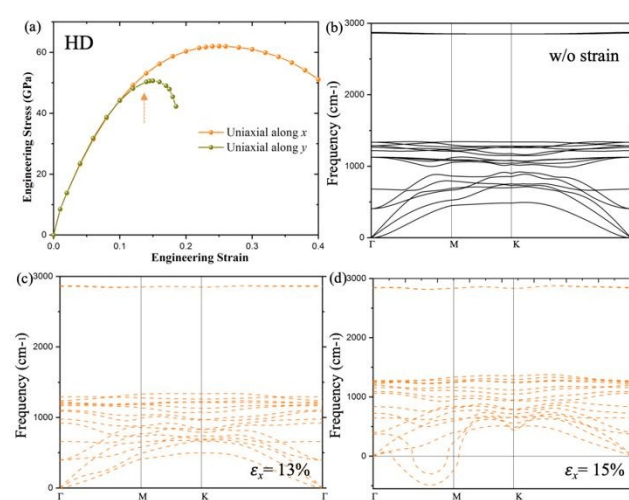 (a)
HD
Engineering Stress (GPa)
60
40
20
0
Uniaxial along x
Uniaxial along y
0.0 0.1 0.2 0.3 0.4
Engineering Strain
(b)
w/o strain
Frequency (cm-1)
3000
2000
1000
0
Γ M K
(c)
Frequency (cm-1)
3000
2000
1000
0
Γ M K Γ
εx= 13%
(d)
Frequency (cm-1)
3000
2000
1000
0
Γ M K Γ
εx= 15%